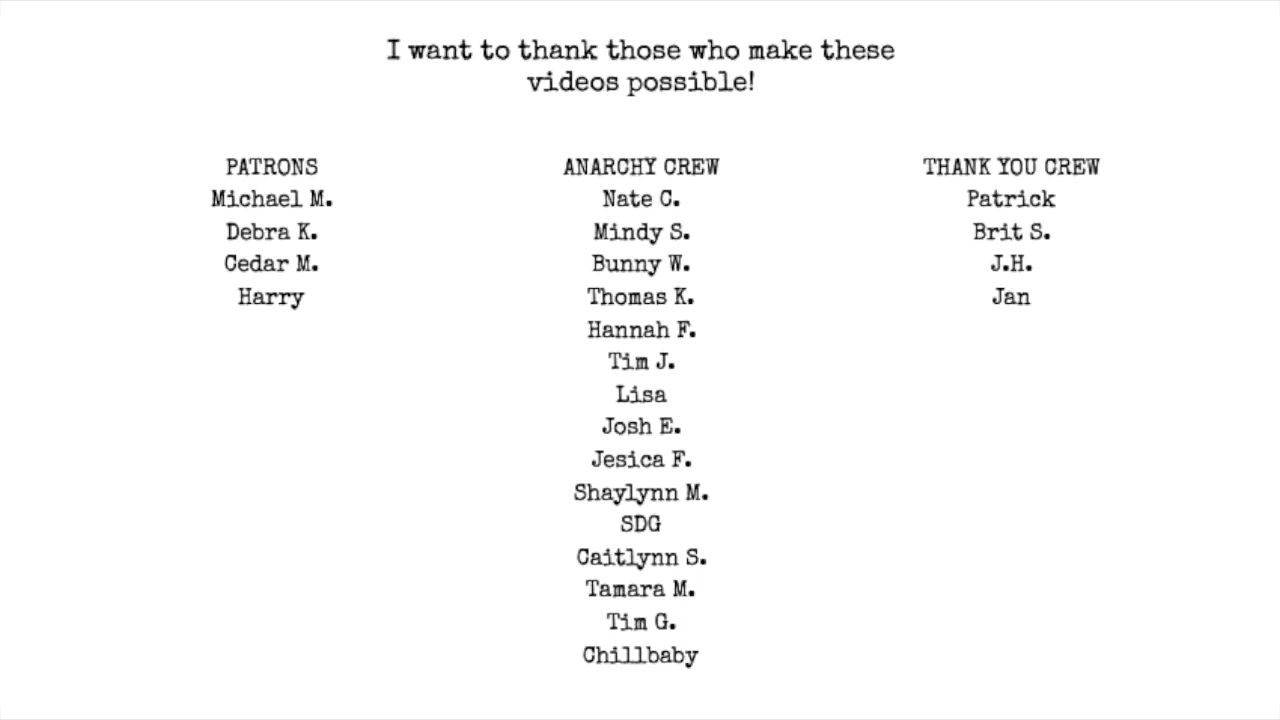 I want to thank those who make these
videos possible!
PATRONS
Michael M.
Debra K.
Cedar M.
Harry
ANARCHY CREW
Nate C.
Mindy S.
Bunny W.
Thomas K.
Hannah F.
Tim J.
Lisa
Josh E.
Jesica F.
Shaylynn M.
SDG
Caitlynn S.
Tamara M.
Tim G.
Chillbaby
THANK YOU CREW
Patrick
Brit S.
J.H.
Jan